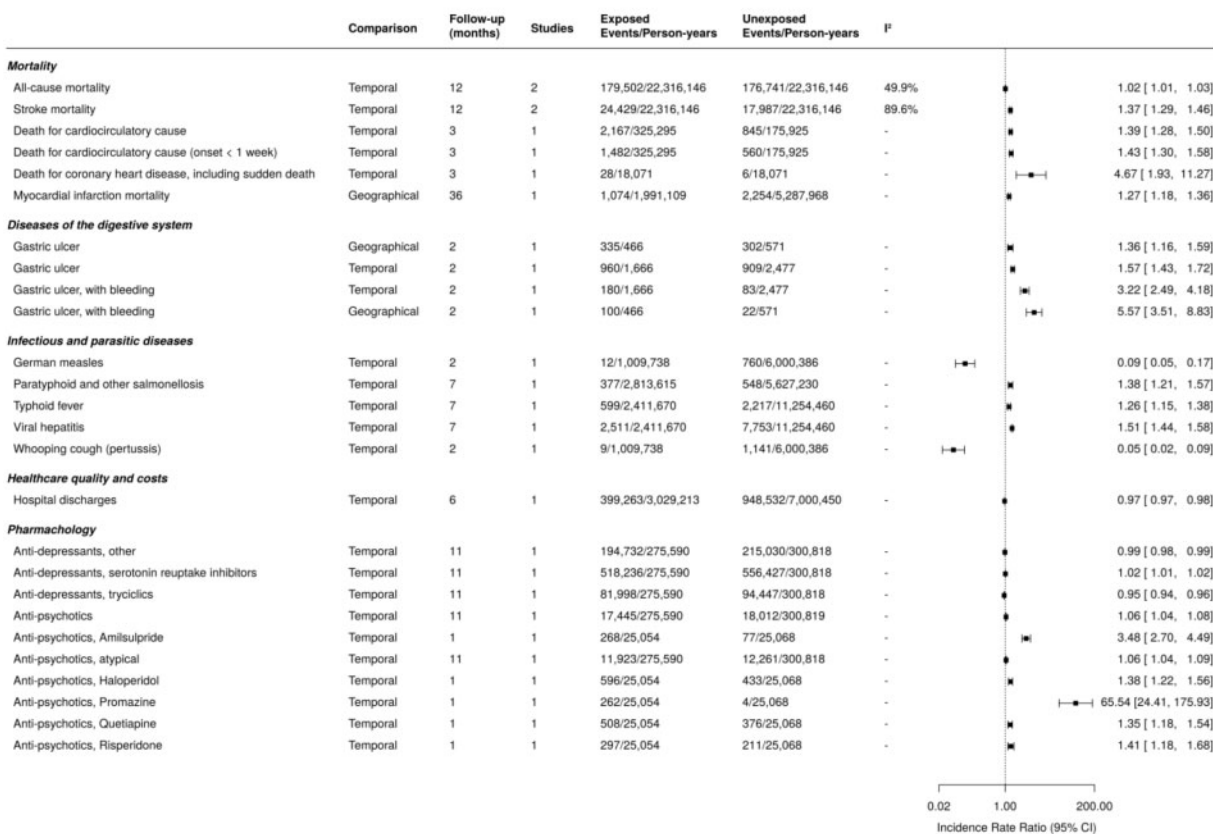 Comparison Follow-up (months) Studies Exposed Events/Person-years Unexposed Events/Person-years I²
Mortality
All-cause mortality Temporal 12 2 179,502/22,316,146 176,741/22,316,146 49.9% 1.02 [ 1.01, 1.03]
Stroke mortality Temporal 12 2 24,429/22,316,146 17,987/22,316,146 89.6% 1.37 [ 1.29, 1.46]
Death for cardiocirculatory cause Temporal 3 1 2,167/325,295 845/175,925 - 1.39 [ 1.28, 1.50]
Death for cardiocirculatory cause (onset < 1 week) Temporal 3 1 1,482/325,295 560/175,925 - 1.43 [ 1.30, 1.58]
Death for coronary heart disease, including sudden death Temporal 3 1 28/18,071 6/18,071 - 4.67 [ 1.93, 11.27]
Myocardial infarction mortality Geographical 36 1 1,074/1,991,109 2,254/5,287,968 - 1.27 [ 1.18, 1.36]
Diseases of the digestive system
Gastric ulcer Geographical 2 1 335/466 302/571 - 1.36 [ 1.16, 1.59]
Gastric ulcer Temporal 2 1 960/1,666 909/2,477 - 1.57 [ 1.43, 1.72]
Gastric ulcer, with bleeding Temporal 2 1 180/1,666 83/2,477 - 3.22 [ 2.49, 4.18]
Gastric ulcer, with bleeding Geographical 2 1 100/466 22/571 - 5.57 [ 3.51, 8.83]
Infectious and parasitic diseases
German measles Temporal 2 1 12/1,009,738 760/6,000,386 - 0.09 [ 0.05, 0.17]
Paratyphoid and other salmonellosis Temporal 7 1 377/2,813,615 548/5,627,230 - 1.38 [ 1.21, 1.57]
Typhoid fever Temporal 7 1 599/2,411,670 2,217/11,254,460 - 1.26 [ 1.15, 1.38]
Viral hepatitis Temporal 7 1 2,511/2,411,670 7,753/11,254,460 - 1.51 [ 1.44, 1.58]
Whooping cough (pertussis) Temporal 2 1 9/1,009,738 1,141/6,000,386 - 0.05 [ 0.02, 0.09]
Healthcare quality and costs
Hospital discharges Temporal 6 1 399,263/3,029,213 948,532/7,000,450 - 0.97 [ 0.97, 0.98]
Pharmachology
Anti-depressants, other Temporal 11 1 194,732/275,590 215,030/300,818 - 0.99 [ 0.98, 0.99]
Anti-depressants, serotonin reuptake inhibitors Temporal 11 1 518,236/275,590 556,427/300,818 - 1.02 [ 1.01, 1.02]
Anti-depressants, tryciclics Temporal 11 1 81,998/275,590 94,447/300,818 - 0.95 [ 0.94, 0.96]
Anti-psychotics Temporal 11 1 17,445/275,590 18,012/300,819 - 1.06 [ 1.04, 1.08]
Anti-psychotics, Amilsulpride Temporal 1 1 268/25,054 77/25,068 - 3.48 [ 2.70, 4.49]
Anti-psychotics, atypical Temporal 11 1 11,923/275,590 12,261/300,818 - 1.06 [ 1.04, 1.09]
Anti-psychotics, Haloperidol Temporal 1 1 596/25,054 433/25,068 - 1.38 [ 1.22, 1.56]
Anti-psychotics, Promazine Temporal 1 1 262/25,054 4/25,068 - 65.54 [24.41, 175.93]
Anti-psychotics, Quetiapine Temporal 1 1 508/25,054 376/25,068 - 1.35 [ 1.18, 1.54]
Anti-psychotics, Risperidone Temporal 1 1 297/25,054 211/25,068 - 1.41 [ 1.18, 1.68]
0.02 1.00 200.00
Incidence Rate Ratio (95% CI)